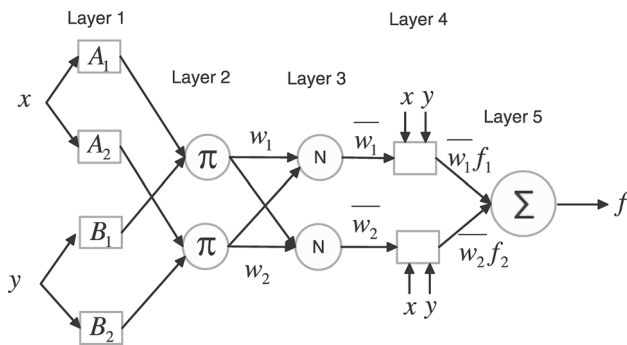 Layer 1
Layer 4
A₁
Layer 2
Layer 3
x
x y
Layer 5
A₂
w₁
w̅₁
w̅₁f₁
π
N
Σ
f
B₁
π
N
w̅₂
w̅₂f₂
y
w₂
x y
B₂